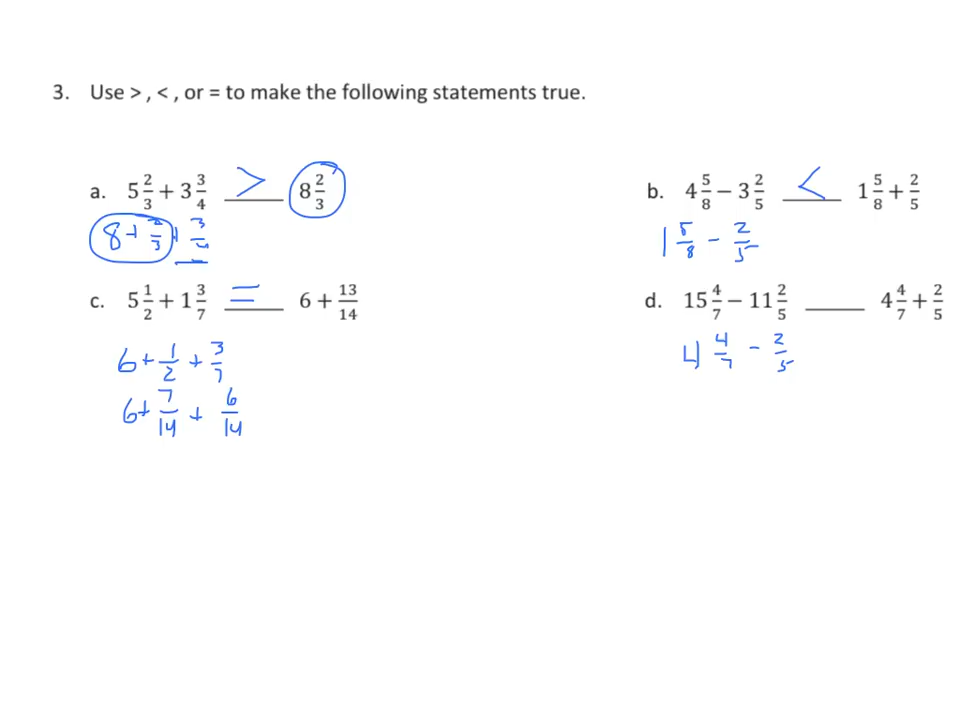 3. Use > , < , or = to make the following statements true.
a. 5 2/3 + 3 3/4 > 8 2/3
8 + 2/3 + 3/4
b. 4 5/8 − 3 2/5 < 1 5/8 + 2/5
1 5/8 − 2/5
c. 5 1/2 + 1 3/7 = 6 + 13/14
6 + 1/2 + 3/7
6 + 7/14 + 6/14
d. 15 4/7 − 11 2/5 ____ 4 4/7 + 2/5
4 4/7 − 2/5